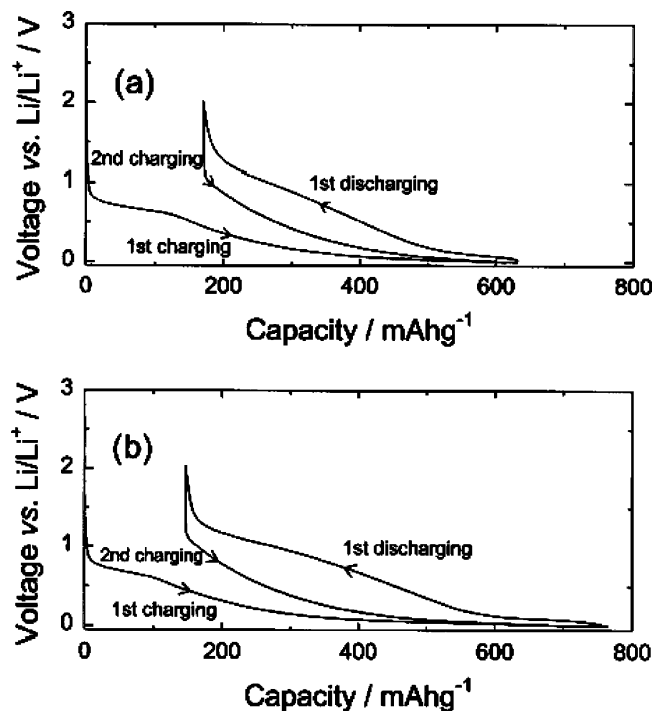 3
(a)
2
2nd charging
1st discharging
1
1st charging
0
0 200 400 600 800
Voltage vs. Li/Li⁺ / V
Capacity / mAhg⁻¹
3
(b)
2
2nd charging
1st discharging
1
1st charging
0
0 200 400 600 800
Voltage vs. Li/Li⁺ / V
Capacity / mAhg⁻¹